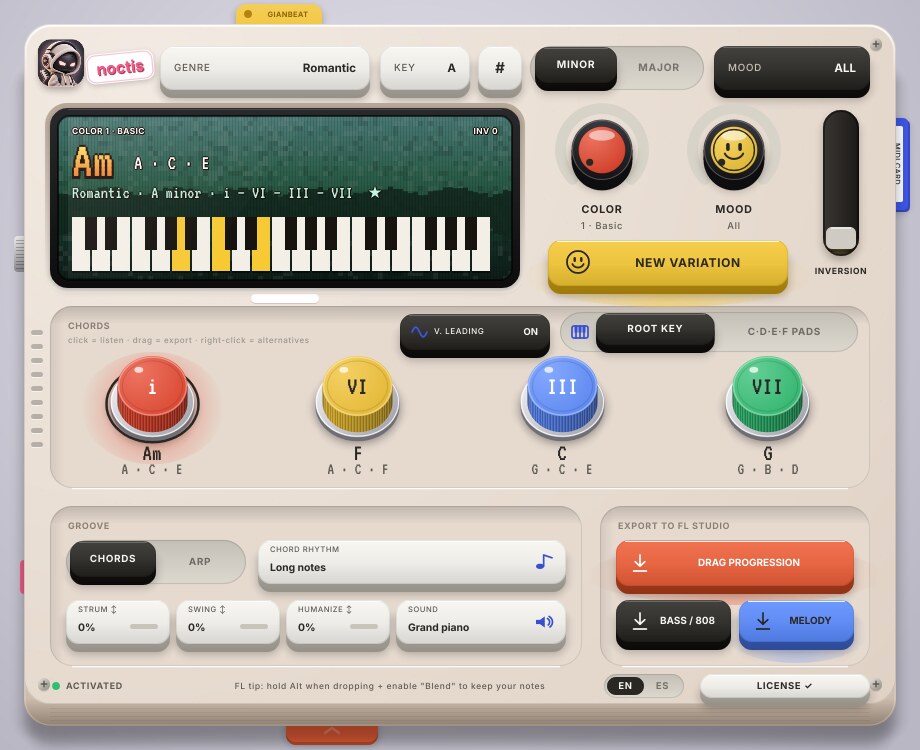 GIANBEAT
noctis
GENRE Romantic
KEY A
#
MINOR MAJOR
MOOD ALL
COLOR 1 · BASIC INV 0
Am A · C · E
Romantic · A minor · i – VI – III – VII ★
COLOR
1 · Basic
MOOD
All
NEW VARIATION
INVERSION
MIDI CARD
CHORDS
click = listen · drag = export · right-click = alternatives
V. LEADING ON
ROOT KEY C·D·E·F PADS
i VI III VII
Am F C G
A · C · E A · C · F G · C · E G · B · D
GROOVE
CHORDS ARP
CHORD RHYTHM
Long notes
STRUM ↕ SWING ↕ HUMANIZE ↕ SOUND
0% 0% 0% Grand piano
EXPORT TO FL STUDIO
DRAG PROGRESSION
BASS / 808 MELODY
ACTIVATED
FL tip: hold Alt when dropping + enable "Blend" to keep your notes
EN ES
LICENSE ✓